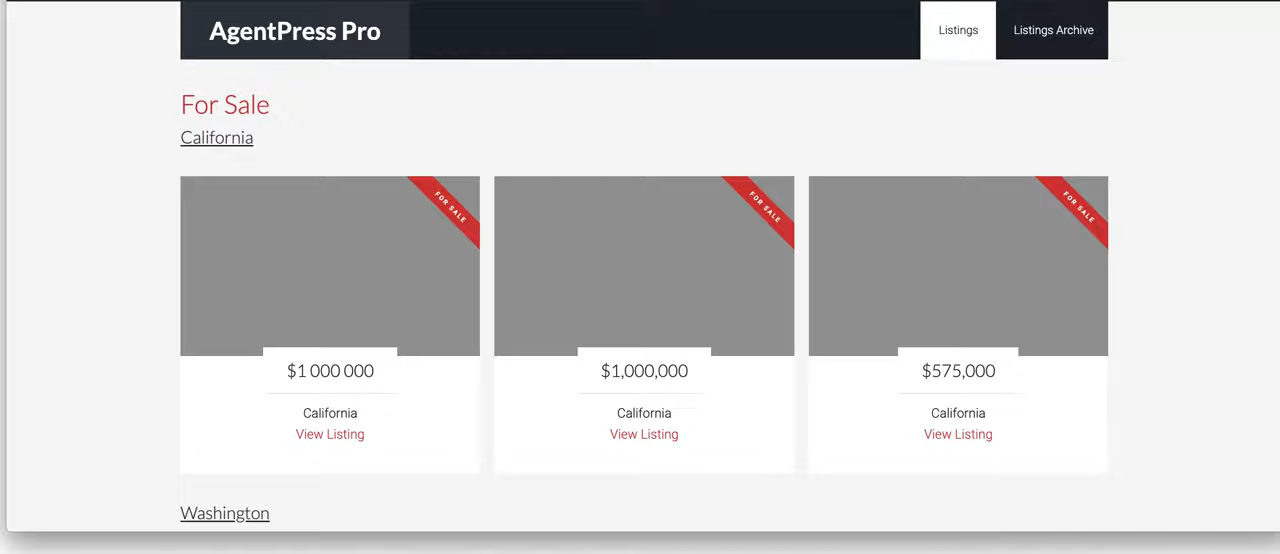 AgentPress Pro
Listings
Listings Archive
For Sale
California
FOR SALE
FOR SALE
FOR SALE
$1 000 000
$1,000,000
$575,000
California
California
California
View Listing
View Listing
View Listing
Washington